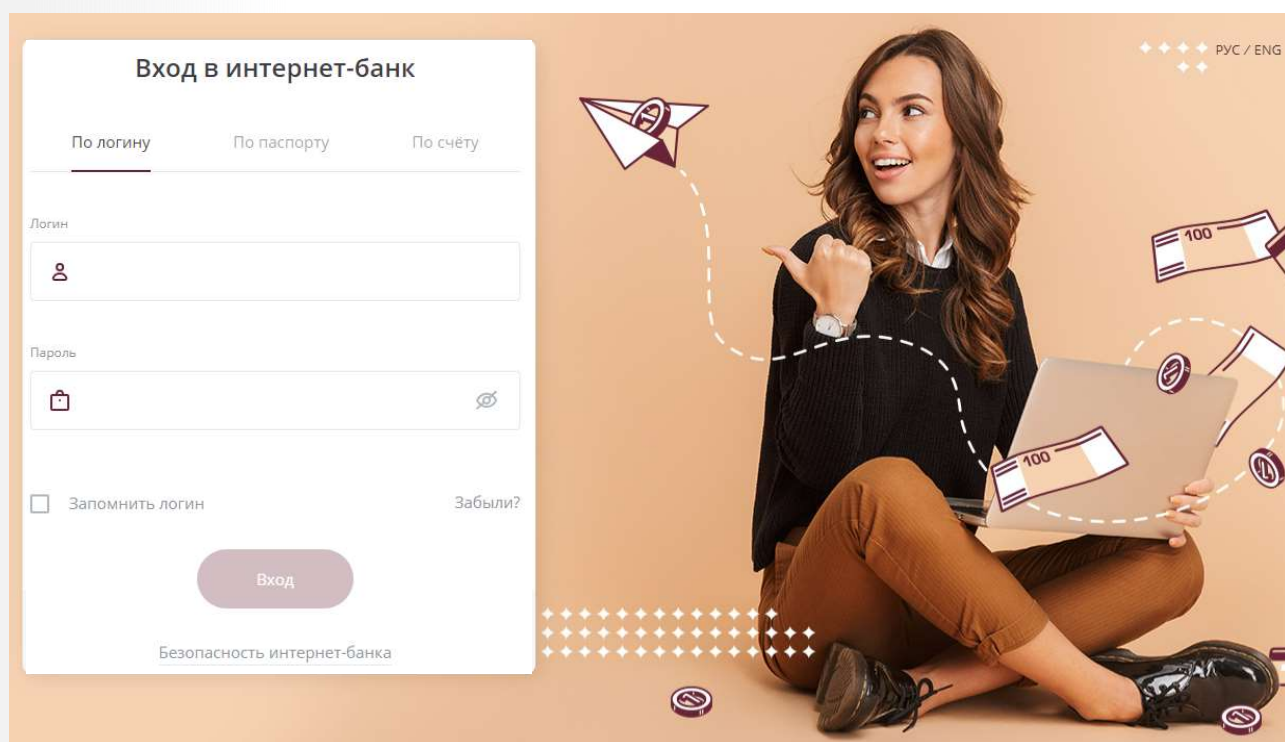 Вход в интернет-банк
РУС / ENG
По логину
По паспорту
По счёту
Логин
100
Пароль
100
Запомнить логин
Забыли?
Вход
Безопасность интернет-банка